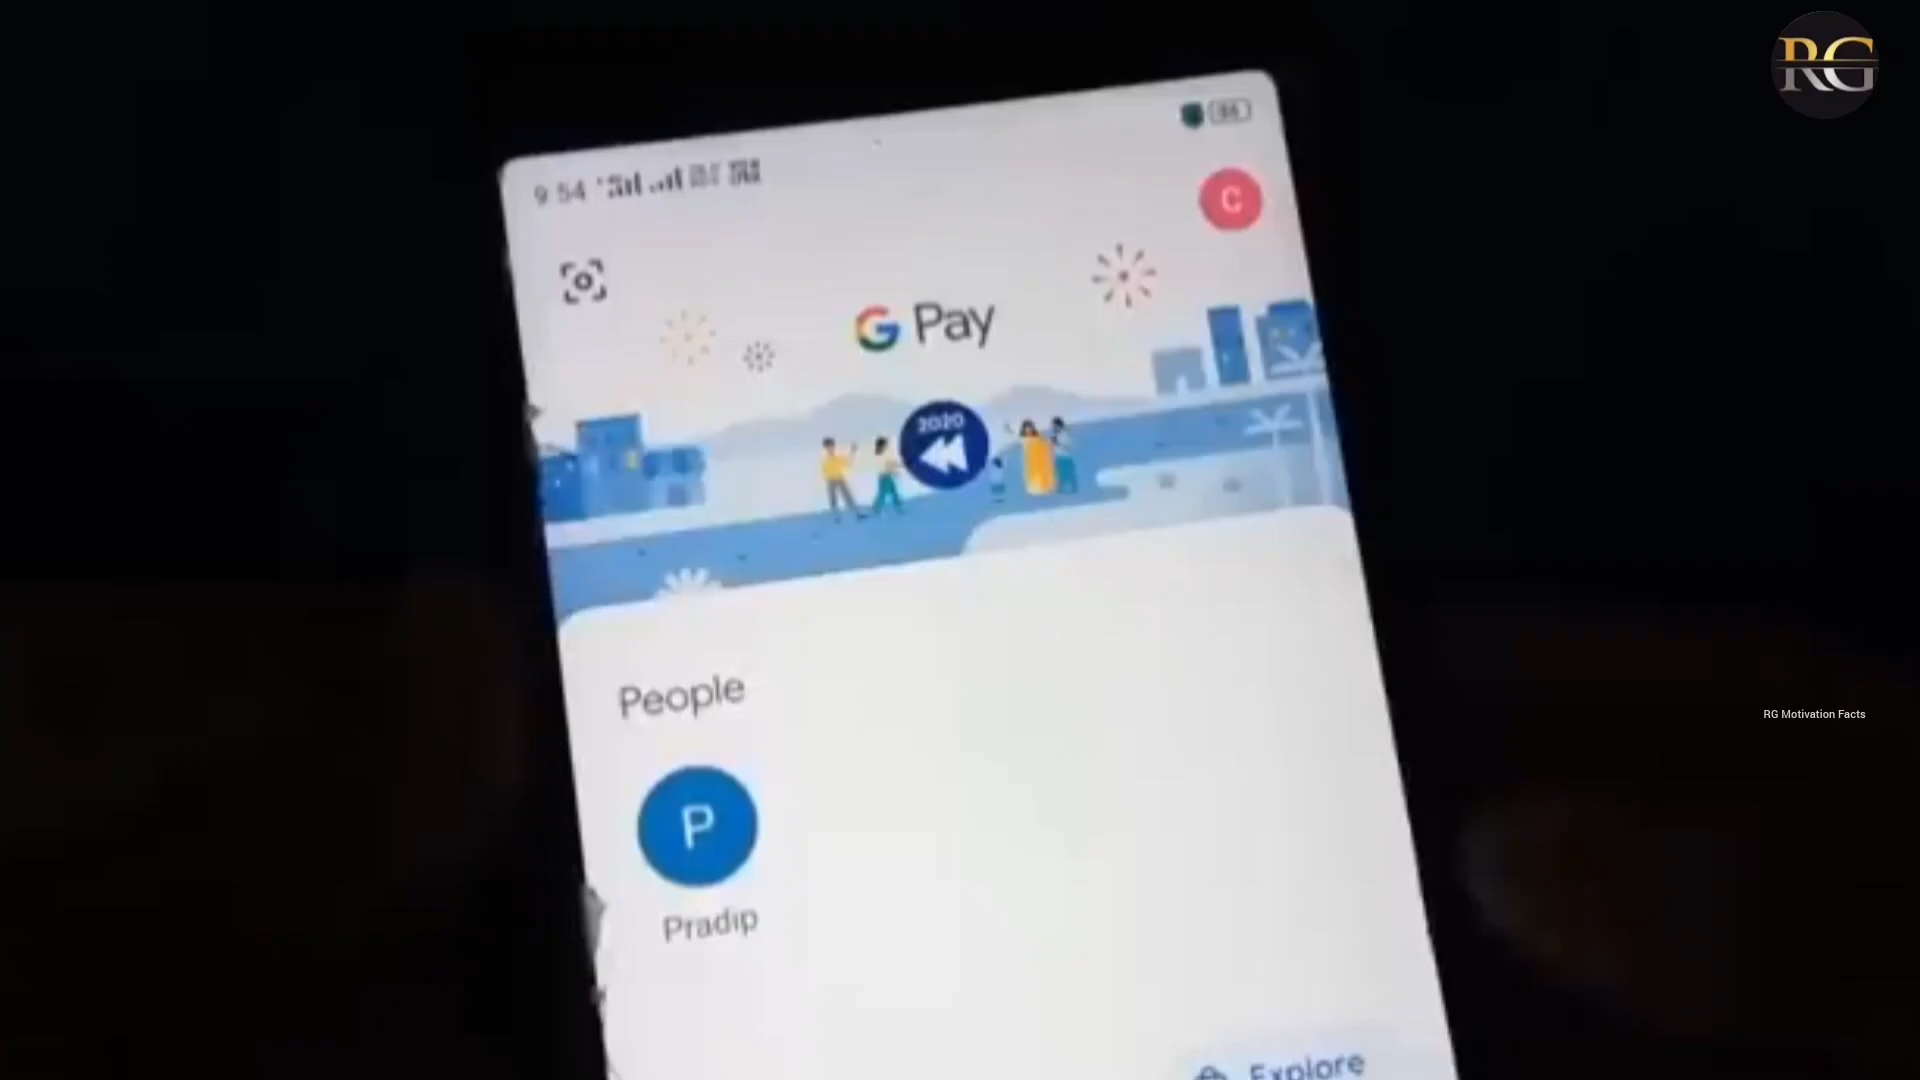 RG
9:54
C
G Pay
2020
People
P
Pradip
RG Motivation Facts
Explore